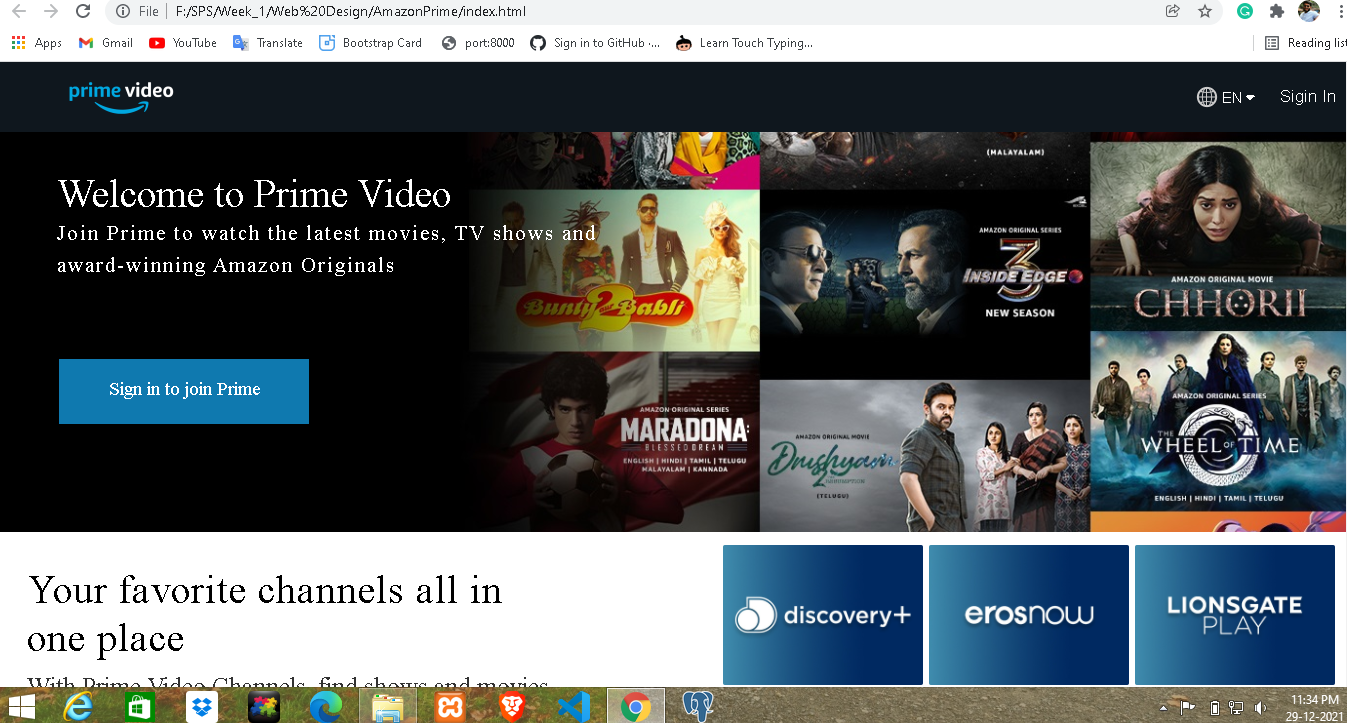 File
F:/SPS/Week_1/Web%20Design/AmazonPrime/index.html
Apps
Gmail
YouTube
Translate
Bootstrap Card
port:8000
Sign in to GitHub ·...
Learn Touch Typing...
Reading list
prime video
EN
Sign In
Welcome to Prime Video
Join Prime to watch the latest movies, TV shows and
award-winning Amazon Originals
Sign in to join Prime
Bunty aur Babli 2
(MALAYALAM)
AMAZON ORIGINAL SERIES
INSIDE EDGE
3
NEW SEASON
AMAZON ORIGINAL MOVIE
CHHORII
AMAZON ORIGINAL SERIES
MARADONA:
BLESSED DREAM
ENGLISH | HINDI | TAMIL | TELUGU
MALAYALAM | KANNADA
AMAZON ORIGINAL MOVIE
Drushyam
2
(TELUGU)
AMAZON ORIGINAL SERIES
THE
WHEEL OF TIME
ENGLISH | HINDI | TAMIL | TELUGU
Your favorite channels all in
one place
With Prime Video Channels, find shows and movies
discovery+
erosnow
LIONSGATE
PLAY
11:34 PM
29-12-2021